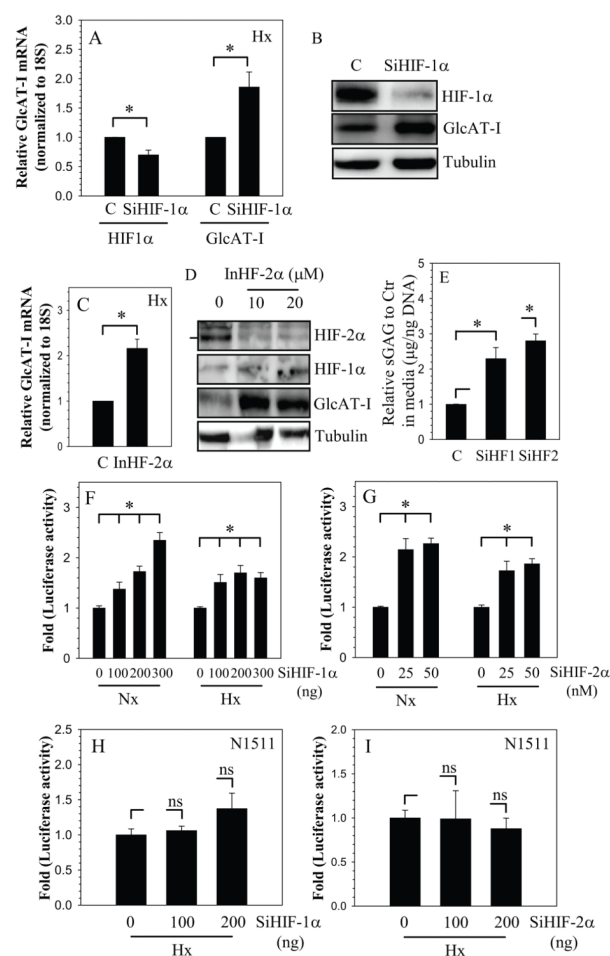 A
Hx
Relative GlcAT-I mRNA
(normalized to 18S)
3.0
2.5
2.0
1.5
1.0
0.5
0.0
*
*
C SiHIF-1α
C SiHIF-1α
HIF1α
GlcAT-I
B
C SiHIF-1α
HIF-1α
GlcAT-I
Tubulin
C
Hx
Relative GlcAT-I mRNA
(normalized to 18S)
3
2
1
0
*
C InHF-2α
D
InHF-2α (μM)
0 10 20
HIF-2α
HIF-1α
GlcAT-I
Tubulin
E
Relative sGAG to Ctr
in media (μg/ng DNA)
5
4
3
2
1
0
*
*
C SiHF1 SiHF2
F
Fold (Luciferase activity)
3
2
1
0
*
*
0 100 200 300
0 100 200 300
SiHIF-1α
(ng)
Nx
Hx
G
Fold (Luciferase activity)
3
2
1
0
*
*
0 25 50
0 25 50
SiHIF-2α
(nM)
Nx
Hx
H
N1511
Fold (Luciferase activity)
2.5
2.0
1.5
1.0
0.5
0.0
ns
ns
0 100 200
SiHIF-1α
(ng)
Hx
I
N1511
Fold (Luciferase activity)
2.0
1.5
1.0
0.5
0.0
ns
ns
0 100 200
SiHIF-2α
(ng)
Hx